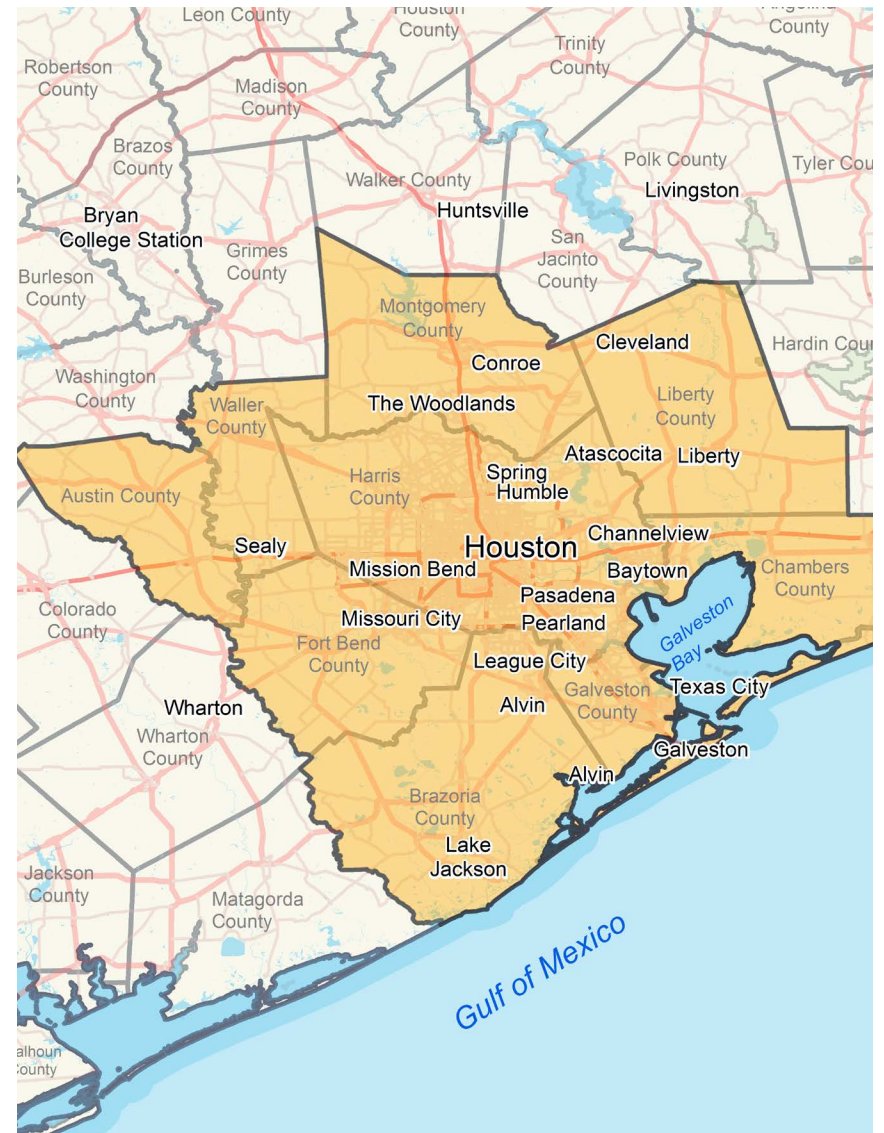 Leon County
Houston
County
Angelina
County
Trinity
County
Robertson
County
Madison
County
Brazos
County
Polk County
Tyler Cou
Walker County
Livingston
Bryan
College Station
Huntsville
San
Jacinto
County
Grimes
County
Burleson
County
Montgomery
County
Cleveland
Hardin Cour
Conroe
Washington
County
Waller
County
The Woodlands
Liberty
County
Atascocita
Liberty
Spring
Humble
Harris
County
Austin County
Channelview
Sealy
Houston
Mission Bend
Baytown
Chambers
County
Pasadena
Colorado
County
Missouri City
Pearland
Galveston
Bay
Fort Bend
County
League City
Texas City
Wharton
Alvin
Galveston
County
Wharton
County
Galveston
Alvin
Brazoria
County
Lake
Jackson
Jackson
County
Matagorda
County
Gulf of Mexico
alhoun
County